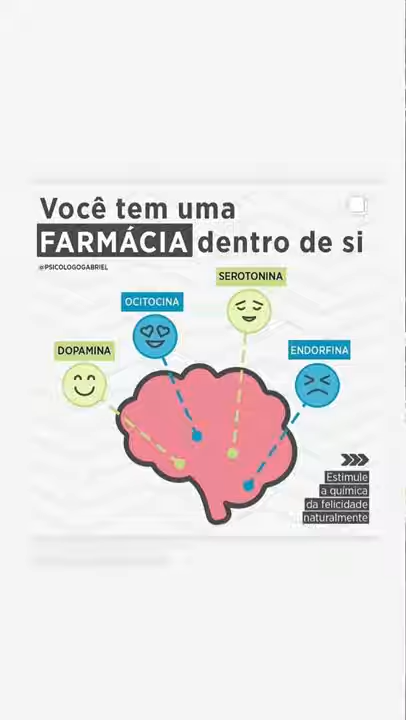 Você tem uma
FARMÁCIA dentro de si
@PSICOLOGOGABRIEL
SEROTONINA
OCITOCINA
DOPAMINA
ENDORFINA
Estimule
a química
da felicidade
naturalmente